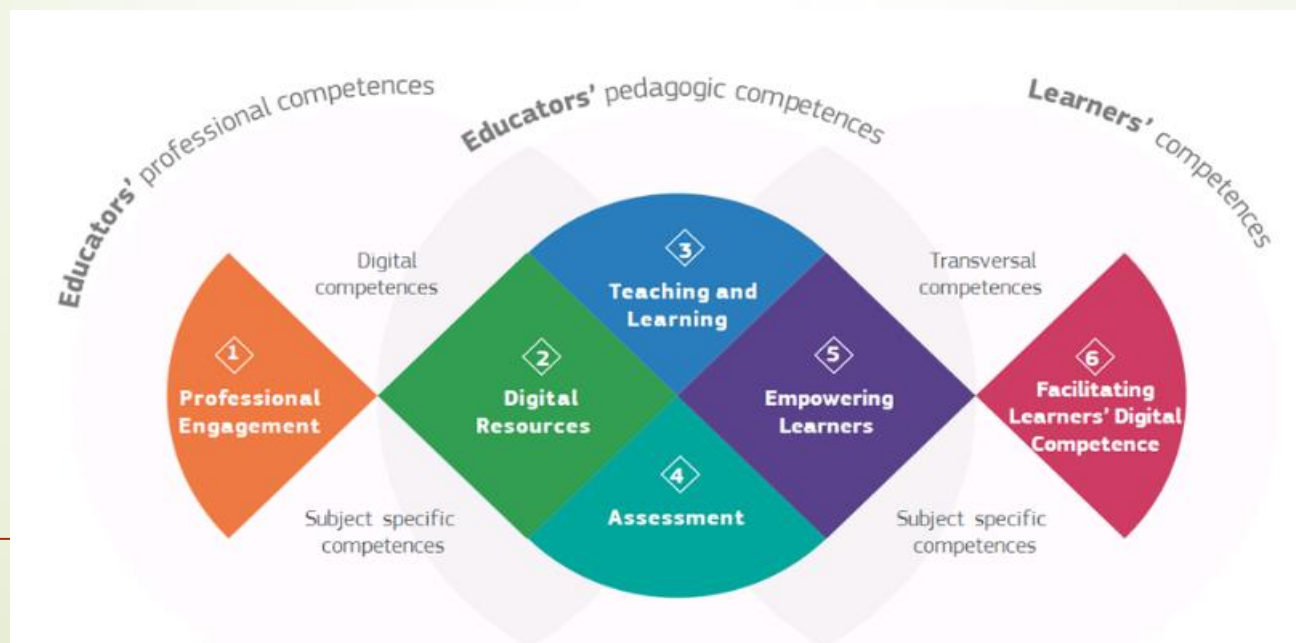 Educators' professional competences
Educators' pedagogic competences
Learners' competences
Digital
competences
Transversal
competences
1
Professional
Engagement
2
Digital
Resources
3
Teaching and
Learning
4
Assessment
5
Empowering
Learners
6
Facilitating
Learners' Digital
Competence
Subject specific
competences
Subject specific
competences